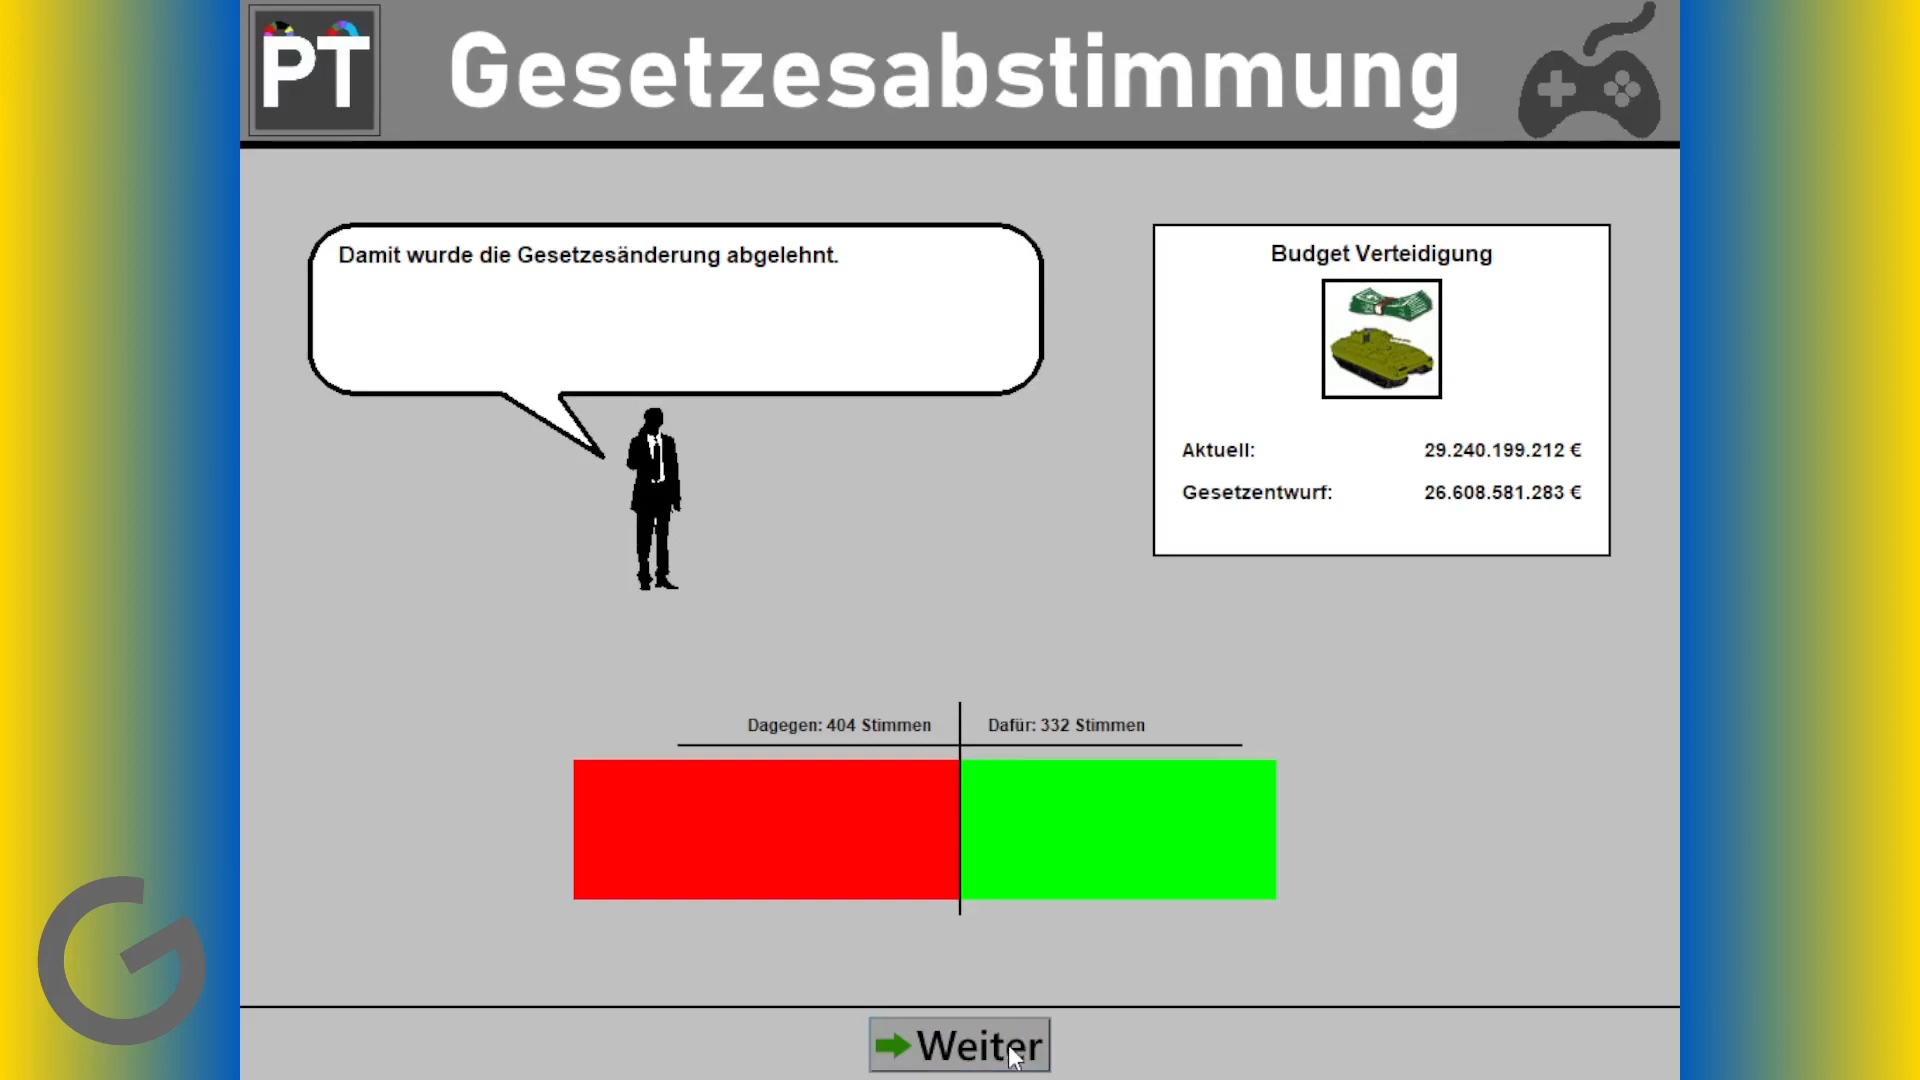 PT
Gesetzesabstimmung
Damit wurde die Gesetzesänderung abgelehnt.
Budget Verteidigung
Aktuell: 29.240.199.212 €
Gesetzentwurf: 26.608.581.283 €
Dagegen: 404 Stimmen
Dafür: 332 Stimmen
Weiter
G